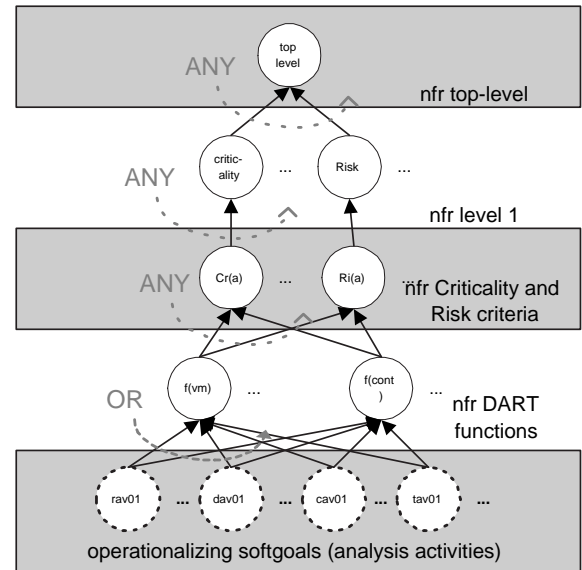 top
level
ANY
nfr top-level
critic-
ality
...
Risk
...
ANY
nfr level 1
Cr(a)
...
Ri(a)
...
ANY
nfr Criticality and
Risk criteria
f(vm)
...
f(cont
)
...
OR
nfr DART
functions
rav01
...
dav01
...
cav01
...
tav01
...
operationalizing softgoals (analysis activities)